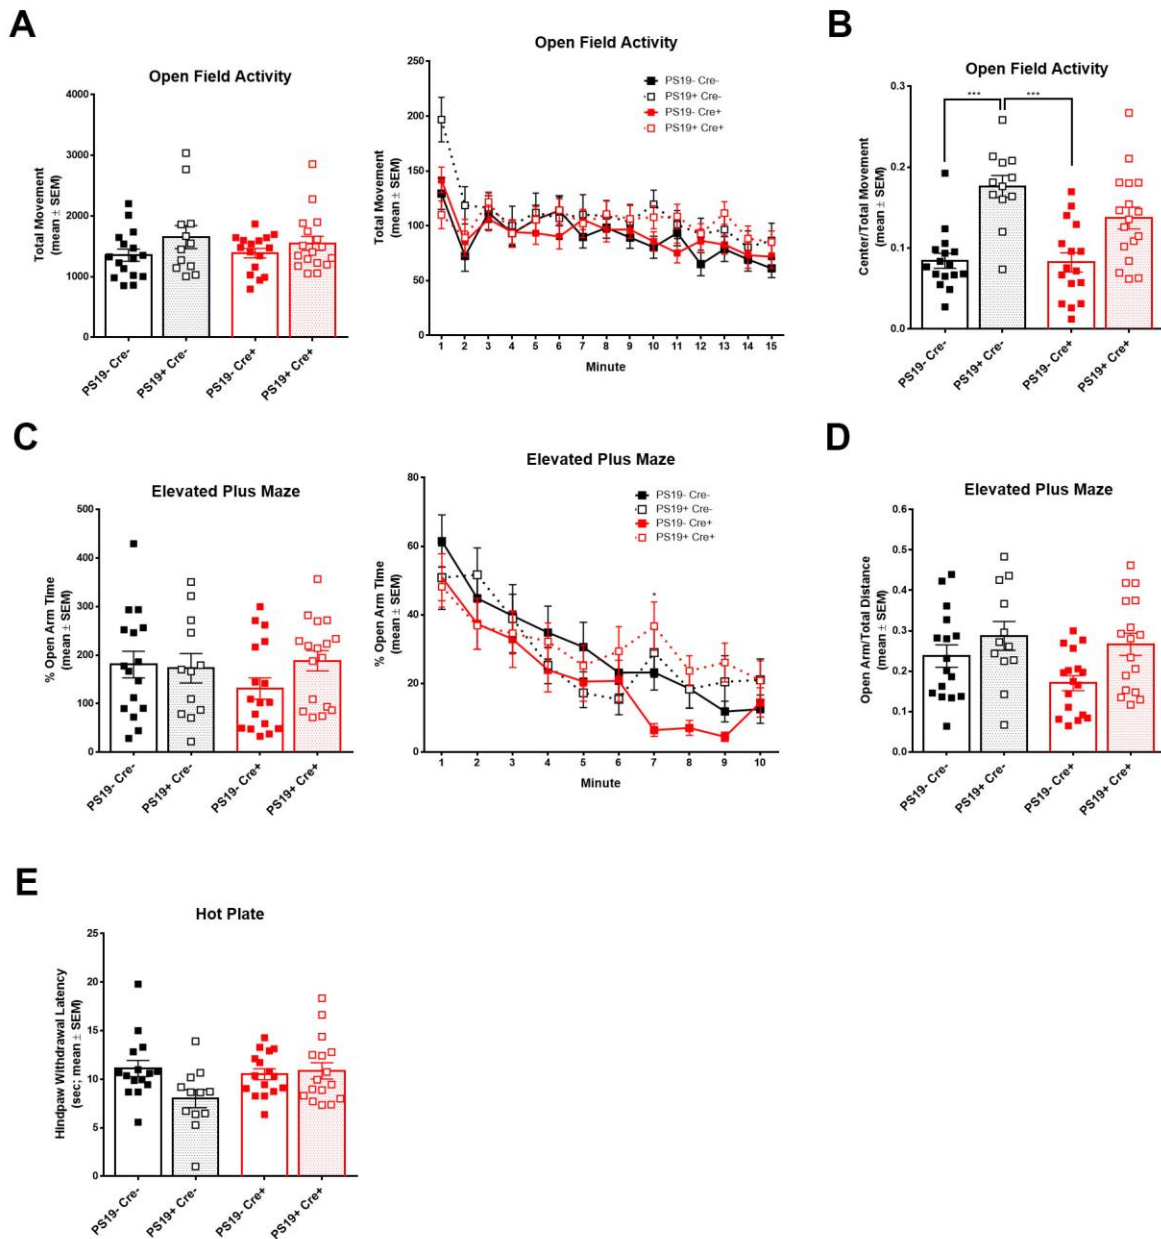 A
Open Field Activity
Total Movement
(mean ± SEM)
4000
3000
2000
1000
0
PS19- Cre-
PS19+ Cre-
PS19- Cre+
PS19+ Cre+
Open Field Activity
Total Movement
(mean ± SEM)
250
200
150
100
50
0
PS19- Cre-
PS19+ Cre-
PS19- Cre+
PS19+ Cre+
1 2 3 4 5 6 7 8 9 10 11 12 13 14 15
Minute
B
Open Field Activity
Center/Total Movement
(mean ± SEM)
0.3
0.2
0.1
0.0
*** ***
PS19- Cre-
PS19+ Cre-
PS19- Cre+
PS19+ Cre+
C
Elevated Plus Maze
% Open Arm Time
(mean ± SEM)
500
400
300
200
100
0
PS19- Cre-
PS19+ Cre-
PS19- Cre+
PS19+ Cre+
Elevated Plus Maze
% Open Arm Time
(mean ± SEM)
80
60
40
20
0
PS19- Cre-
PS19+ Cre-
PS19- Cre+
PS19+ Cre+
*
1 2 3 4 5 6 7 8 9 10
Minute
D
Elevated Plus Maze
Open Arm/Total Distance
(mean ± SEM)
0.6
0.5
0.4
0.3
0.2
0.1
0.0
PS19- Cre-
PS19+ Cre-
PS19- Cre+
PS19+ Cre+
E
Hot Plate
Hindpaw Withdrawal Latency
(sec; mean ± SEM)
25
20
15
10
5
0
PS19- Cre-
PS19+ Cre-
PS19- Cre+
PS19+ Cre+